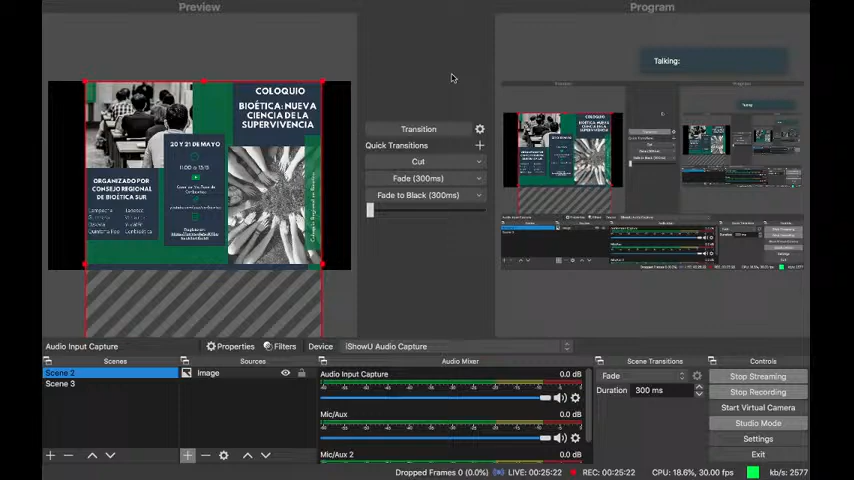 Preview
Program
COLOQUIO
BIOÉTICA: NUEVA
CIENCIA DE LA
SUPERVIVENCIA
20 Y 21 DE MAYO
ORGANIZADO POR
CONSEJO REGIONAL
DE BIOÉTICA SUR
Campeche
Oaxaca
Quintana Roo
Talking:
Transition
Quick Transitions
Cut
Fade (300ms)
Fade to Black (300ms)
Audio Input Capture
Properties
Filters
Device
iShowU Audio Capture
Scenes
Scene 2
Scene 3
Sources
Image
Audio Mixer
Audio Input Capture
0.0 dB
Mic/Aux
0.0 dB
Mic/Aux 2
0.0 dB
Scene Transitions
Fade
Duration
300 ms
Controls
Stop Streaming
Stop Recording
Start Virtual Camera
Studio Mode
Settings
Exit
Dropped Frames 0 (0.0%)
LIVE: 00:25:22
REC: 00:25:22
CPU: 18.6%, 30.00 fps
kb/s: 2577